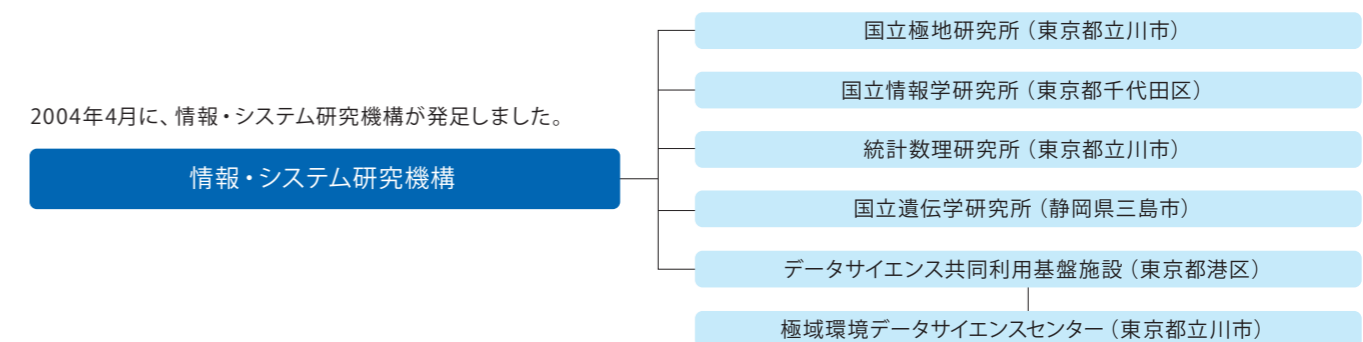 2004年4月に、情報・システム研究機構が発足しました。
情報・システム研究機構
国立極地研究所（東京都立川市）
国立情報学研究所（東京都千代田区）
統計数理研究所（東京都立川市）
国立遺伝学研究所（静岡県三島市）
データサイエンス共同利用基盤施設（東京都港区）
極域環境データサイエンスセンター（東京都立川市）